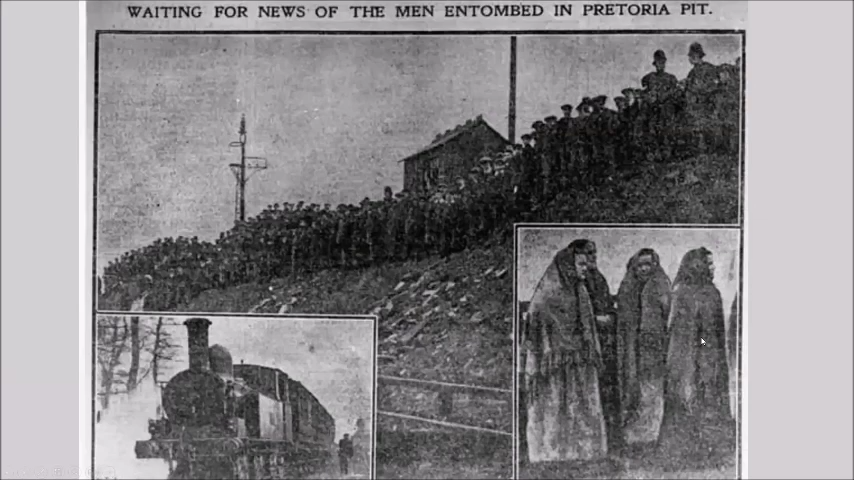 WAITING FOR NEWS OF THE MEN ENTOMBED IN PRETORIA PIT.